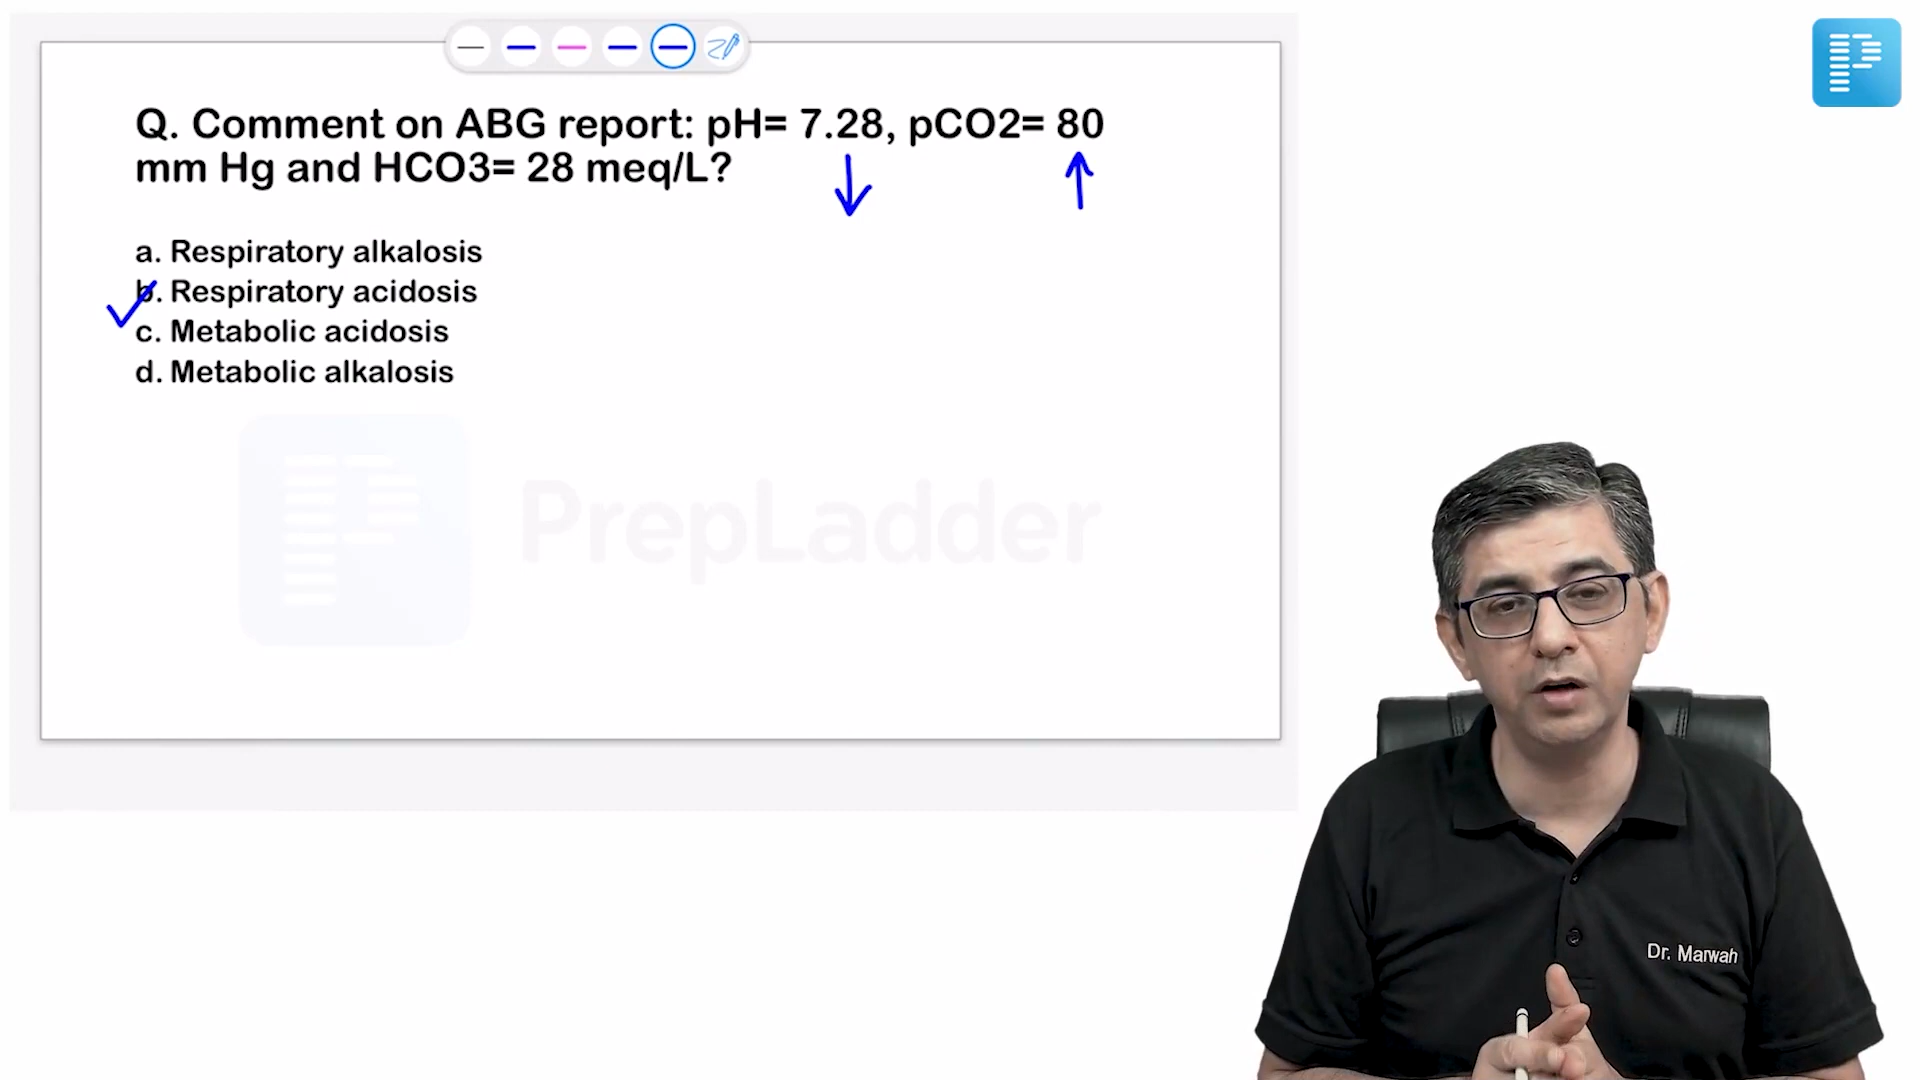 Q. Comment on ABG report: pH= 7.28, pCO2= 80
mm Hg and HCO3= 28 meq/L?
a. Respiratory alkalosis
b. Respiratory acidosis
c. Metabolic acidosis
d. Metabolic alkalosis
PrepLadder
Dr. Marwah